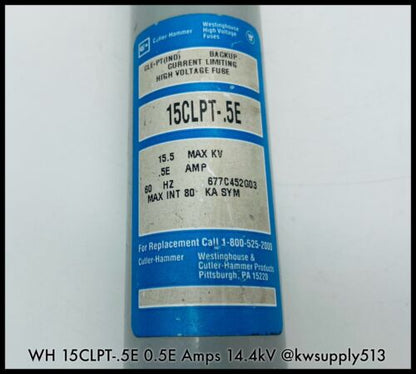 Cutler-Hammer
Westinghouse
High Voltage
Fuses
CLE-PT(IND) BACKUP
CURRENT LIMITING
HIGH VOLTAGE FUSE
15CLPT-.5E
15.5 MAX KV
.5E AMP
60 HZ 677C452G03
MAX INT 80 KA SYM
For Replacement Call 1-800-525-2000
Cutler-Hammer
Westinghouse &
Cutler-Hammer Products
Pittsburgh, PA 15220
WH 15CLPT-.5E 0.5E Amps 14.4kV @kwsupply513